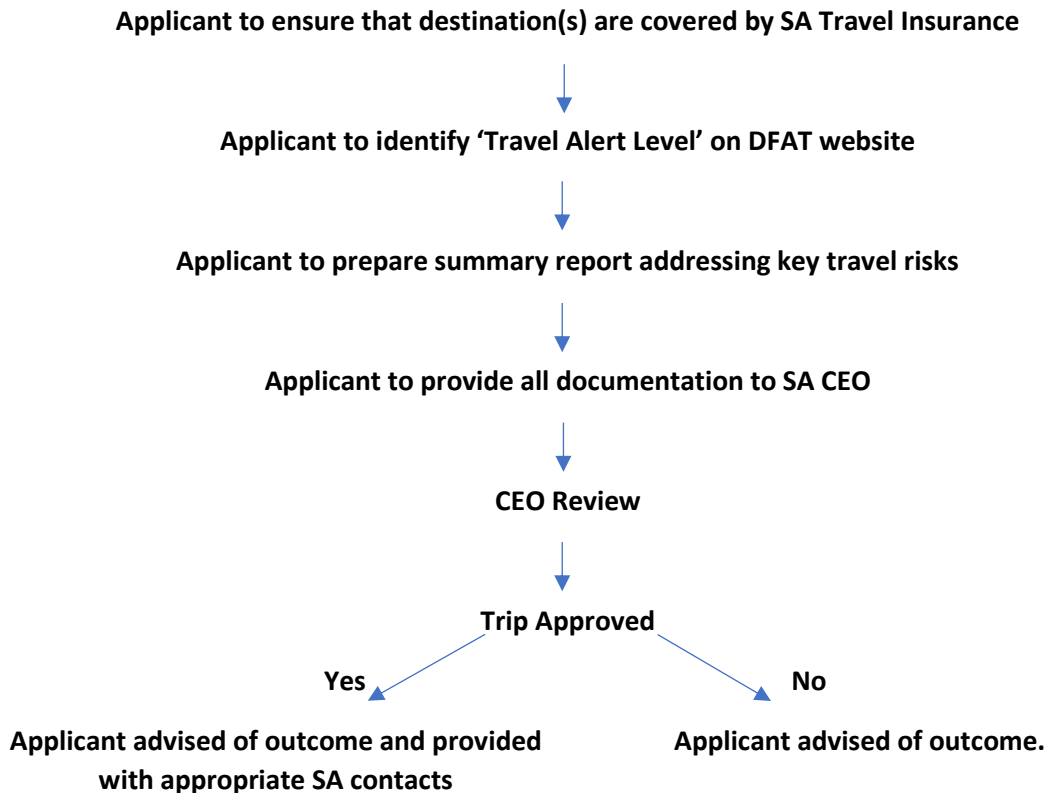 Applicant to ensure that destination(s) are covered by SA Travel Insurance
Applicant to identify ‘Travel Alert Level’ on DFAT website
Applicant to prepare summary report addressing key travel risks
Applicant to provide all documentation to SA CEO
CEO Review
Trip Approved
Yes
No
Applicant advised of outcome and provided
with appropriate SA contacts
Applicant advised of outcome.